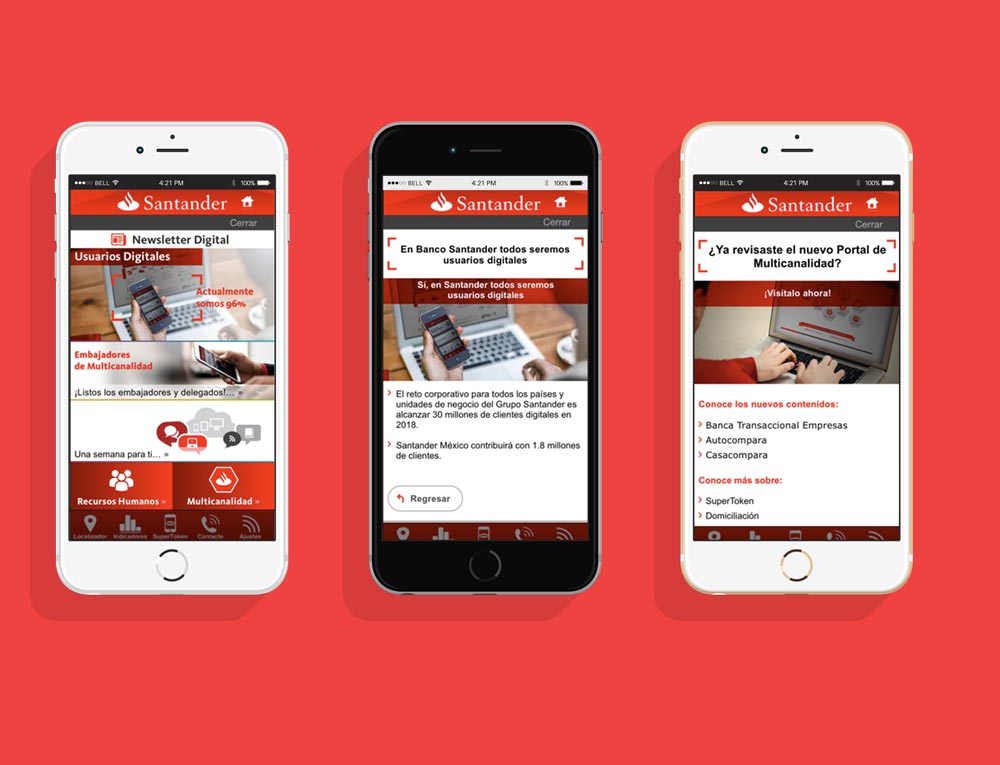 BELL 4:21 PM 100%
Santander
Cerrar
Newsletter Digital
Usuarios Digitales
Actualmente
somos 96%
Embajadores
de Multicanalidad
¡Listos los embajadores y delegados!... »
Una semana para ti... »
Recursos Humanos »
Multicanalidad »
Localizador Indicadores SuperToken Contacte Ajustes
BELL 4:21 PM 100%
Santander
Cerrar
En Banco Santander todos seremos
usuarios digitales
Si, en Santander todos seremos
usuarios digitales
El reto corporativo para todos los países y
unidades de negocio del Grupo Santander es
alcanzar 30 millones de clientes digitales en
2018.
Santander México contribuirá con 1.8 millones
de clientes.
Regresar
BELL 4:21 PM 100%
Santander
Cerrar
¿Ya revisaste el nuevo Portal de
Multicanalidad?
¡Visítalo ahora!
Conoce los nuevos contenidos:
Banca Transaccional Empresas
Autocompara
Casacompara
Conoce más sobre:
SuperToken
Domiciliación